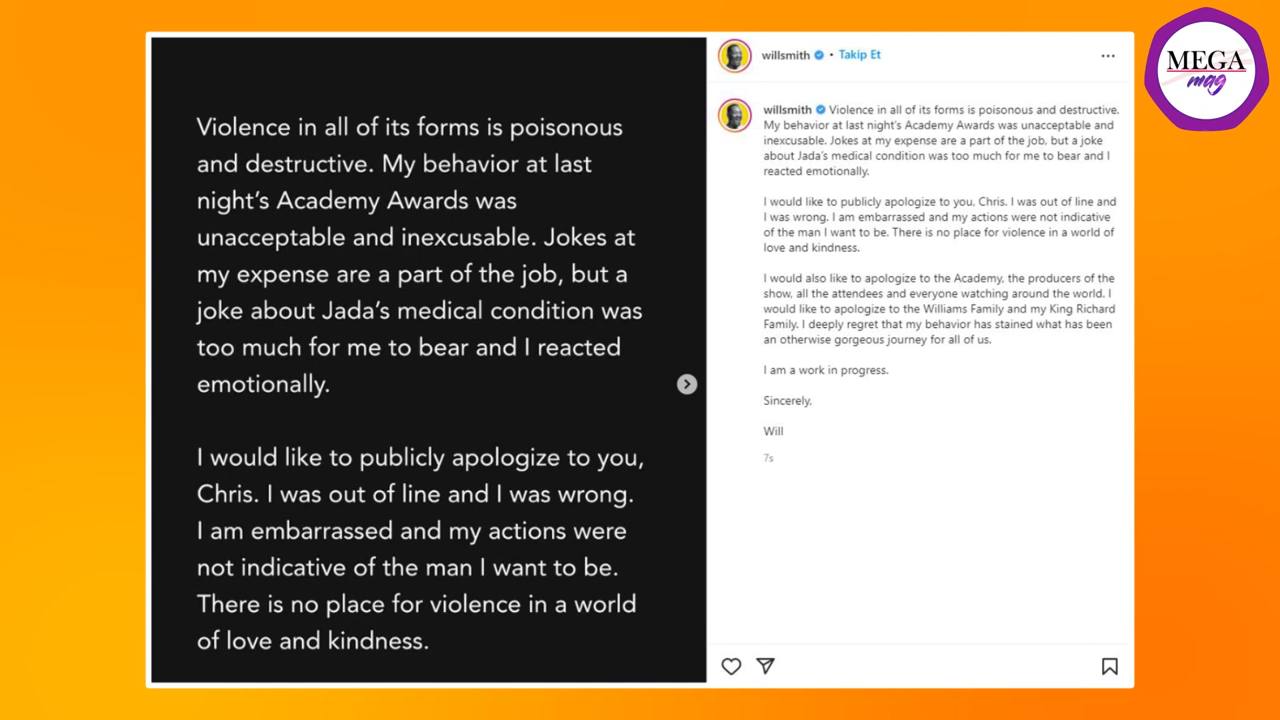 Violence in all of its forms is poisonous
and destructive. My behavior at last
night's Academy Awards was
unacceptable and inexcusable. Jokes at
my expense are a part of the job, but a
joke about Jada's medical condition was
too much for me to bear and I reacted
emotionally.
I would like to publicly apologize to you,
Chris. I was out of line and I was wrong.
I am embarrassed and my actions were
not indicative of the man I want to be.
There is no place for violence in a world
of love and kindness.
willsmith • Takip Et
willsmith Violence in all of its forms is poisonous and destructive.
My behavior at last night's Academy Awards was unacceptable and
inexcusable. Jokes at my expense are a part of the job, but a joke
about Jada's medical condition was too much for me to bear and I
reacted emotionally.
I would like to publicly apologize to you, Chris. I was out of line and
I was wrong. I am embarrassed and my actions were not indicative
of the man I want to be. There is no place for violence in a world of
love and kindness.
I would also like to apologize to the Academy, the producers of the
show, all the attendees and everyone watching around the world. I
would like to apologize to the Williams Family and my King Richard
Family. I deeply regret that my behavior has stained what has been
an otherwise gorgeous journey for all of us.
I am a work in progress.
Sincerely,
Will
7s
MEGA
mag